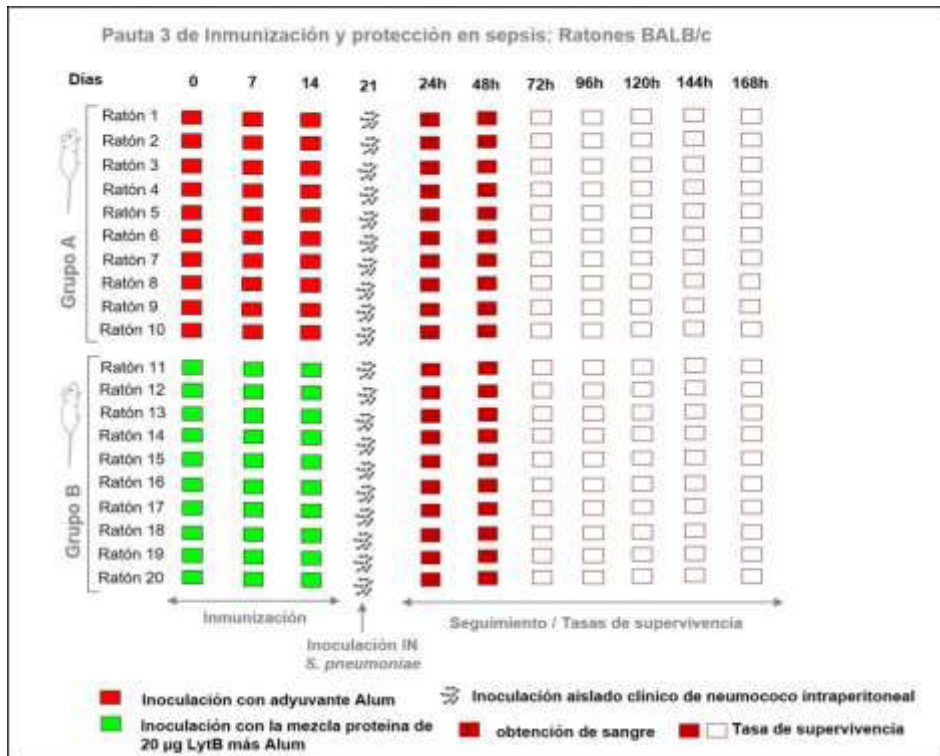 Pauta 3 de Inmunización y protección en sepsis; Ratones BALB/c
Días 0 7 14 21 24h 48h 72h 96h 120h 144h 168h
Grupo A
Ratón 1
Ratón 2
Ratón 3
Ratón 4
Ratón 5
Ratón 6
Ratón 7
Ratón 8
Ratón 9
Ratón 10
Grupo B
Ratón 11
Ratón 12
Ratón 13
Ratón 14
Ratón 15
Ratón 16
Ratón 17
Ratón 18
Ratón 19
Ratón 20
Inmunización
Inoculación IN
S. pneumoniae
Seguimiento / Tasas de supervivencia
Inoculación con adyuvante Alum
Inoculación aislado clínico de neumococo intraperitoneal
Inoculación con la mezcla proteína de
20 µg LytB más Alum
obtención de sangre
Tasa de supervivencia